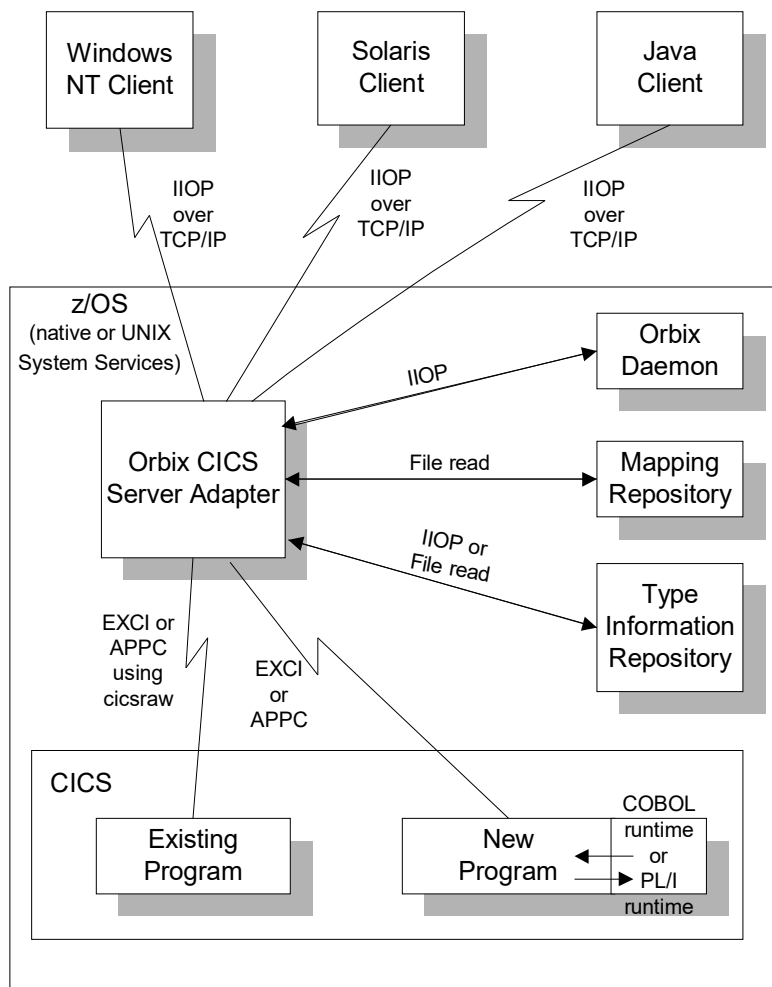 Windows
NT Client
Solaris
Client
Java
Client
IIOP
over
TCP/IP
IIOP
over
TCP/IP
IIOP
over
TCP/IP
z/OS
(native or UNIX
System Services)
Orbix
Daemon
IIOP
Orbix CICS
Server Adapter
File read
Mapping
Repository
IIOP or
File read
Type
Information
Repository
EXCI or
APPC
using
cicsraw
EXCI
or
APPC
CICS
Existing
Program
New
Program
COBOL
runtime
or
PL/I
runtime